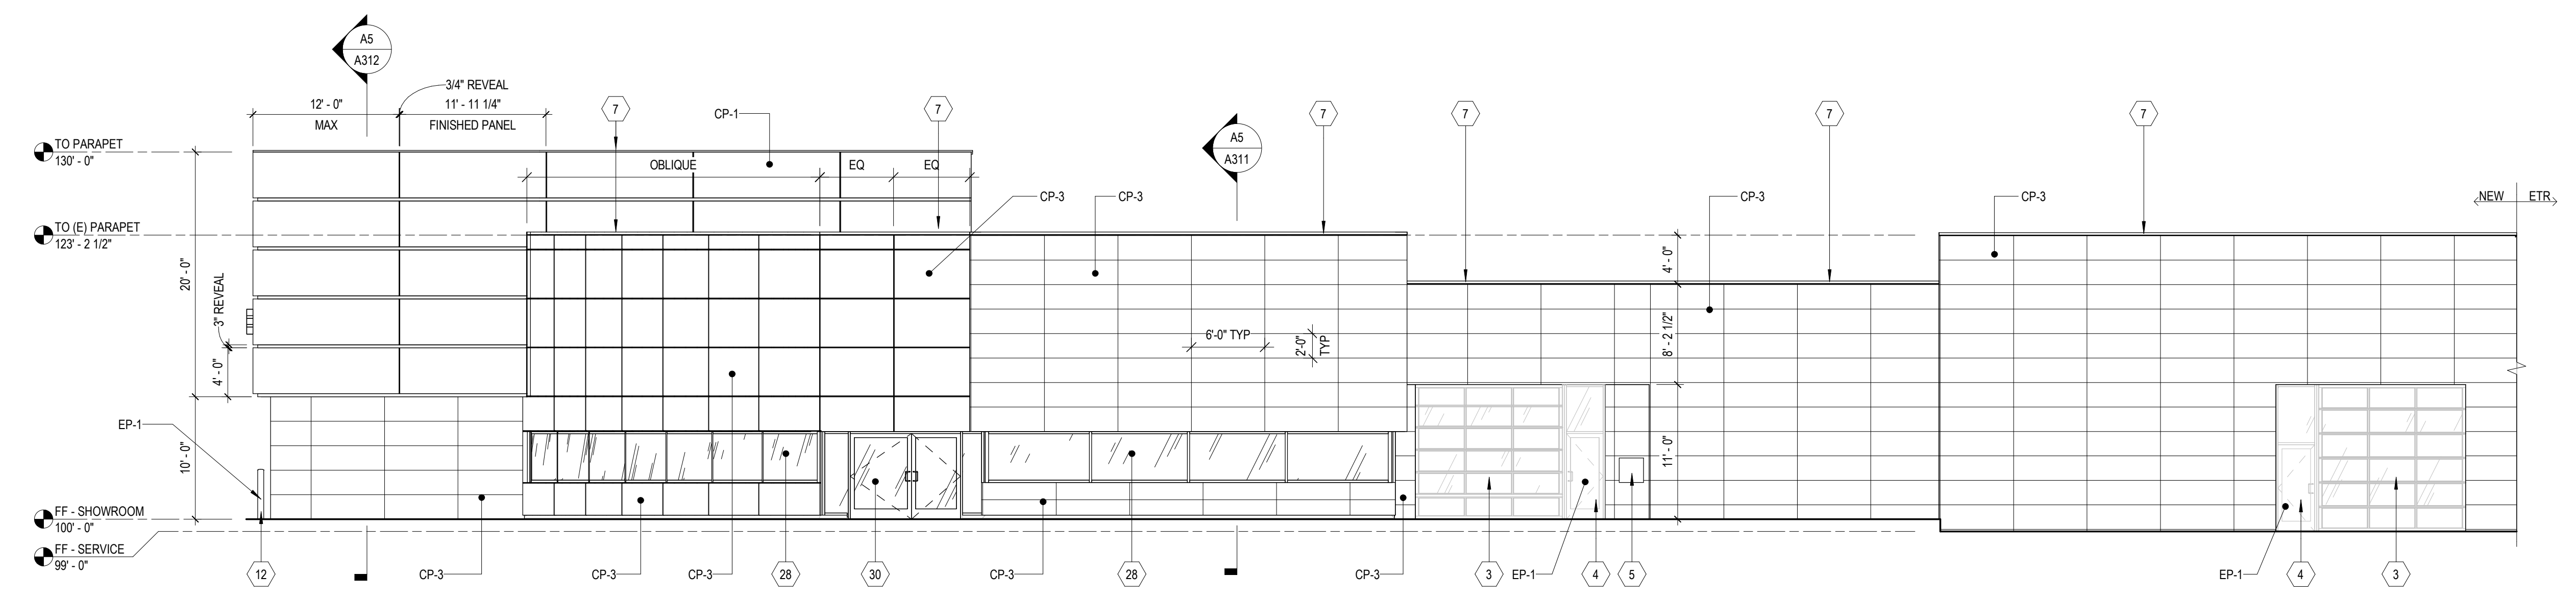 A5
A312
3/4" REVEAL
12' - 0"
MAX
11' - 11 1/4"
FINISHED PANEL
7
CP-1
7
A5
A311
7
7
7
7
TO PARAPET
130' - 0"
OBLIQUE
EQ
EQ
CP-3
CP-3
CP-3
CP-3
NEW
ETR
TO (E) PARAPET
123' - 2 1/2"
20' - 0"
3" REVEAL
4' - 0"
4' - 0"
6'-0" TYP
2'-0"
TYP
8' - 2 1/2"
EP-1
10' - 0"
11' - 0"
FF - SHOWROOM
100' - 0"
FF - SERVICE
99' - 0"
12
CP-3
CP-3
CP-3
28
30
CP-3
28
CP-3
3
EP-1
4
5
EP-1
4
3